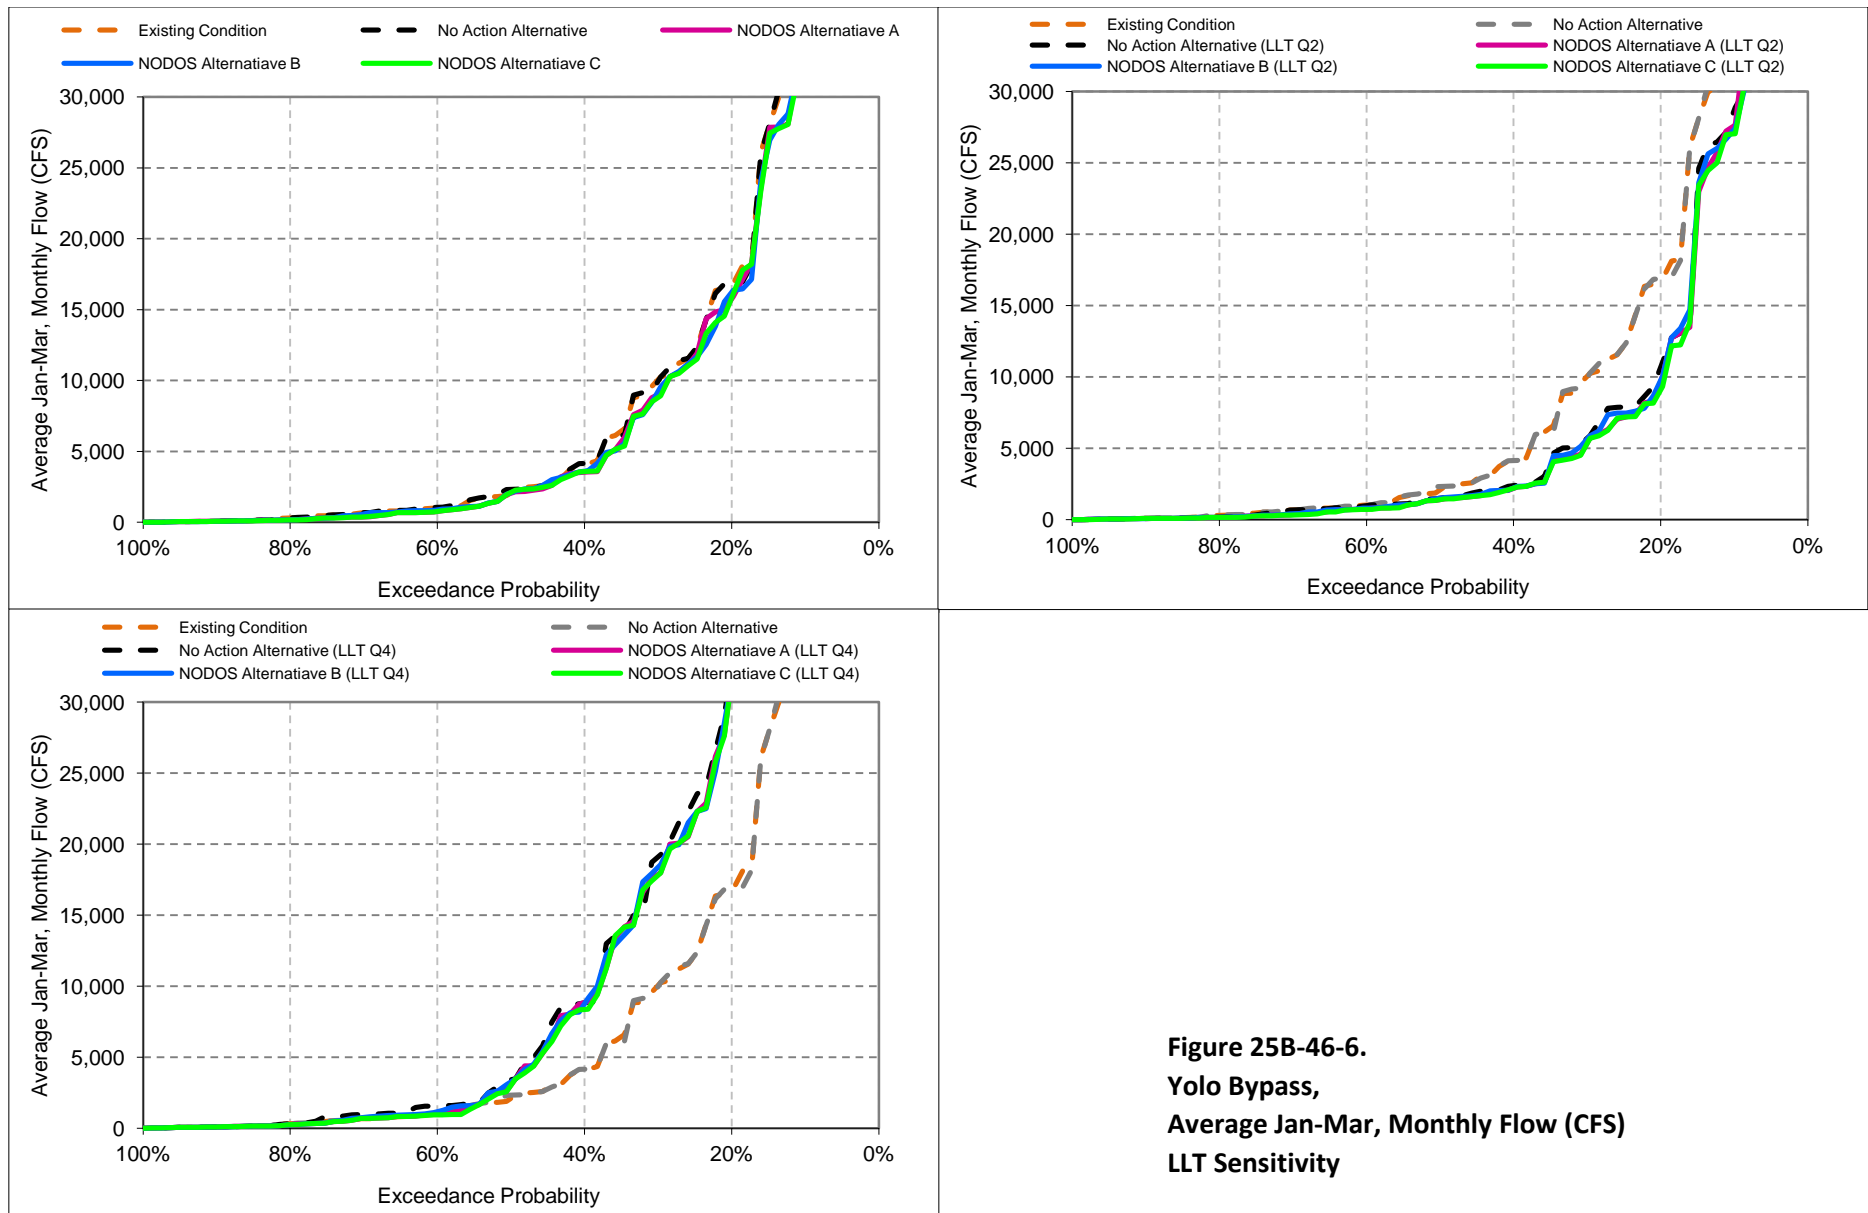 Existing Condition No Action Alternative NODOS Alternatiave A
NODOS Alternatiave B NODOS Alternatiave C
30,000
25,000
20,000
15,000
10,000
5,000
0
100% 80% 60% 40% 20% 0%
Average Jan-Mar, Monthly Flow (CFS)
Exceedance Probability
Existing Condition No Action Alternative
No Action Alternative (LLT Q2) NODOS Alternatiave A (LLT Q2)
NODOS Alternatiave B (LLT Q2) NODOS Alternatiave C (LLT Q2)
30,000
25,000
20,000
15,000
10,000
5,000
0
100% 80% 60% 40% 20% 0%
Average Jan-Mar, Monthly Flow (CFS)
Exceedance Probability
Existing Condition No Action Alternative
No Action Alternative (LLT Q4) NODOS Alternatiave A (LLT Q4)
NODOS Alternatiave B (LLT Q4) NODOS Alternatiave C (LLT Q4)
30,000
25,000
20,000
15,000
10,000
5,000
0
100% 80% 60% 40% 20% 0%
Average Jan-Mar, Monthly Flow (CFS)
Exceedance Probability
Figure 25B-46-6.
Yolo Bypass,
Average Jan-Mar, Monthly Flow (CFS)
LLT Sensitivity